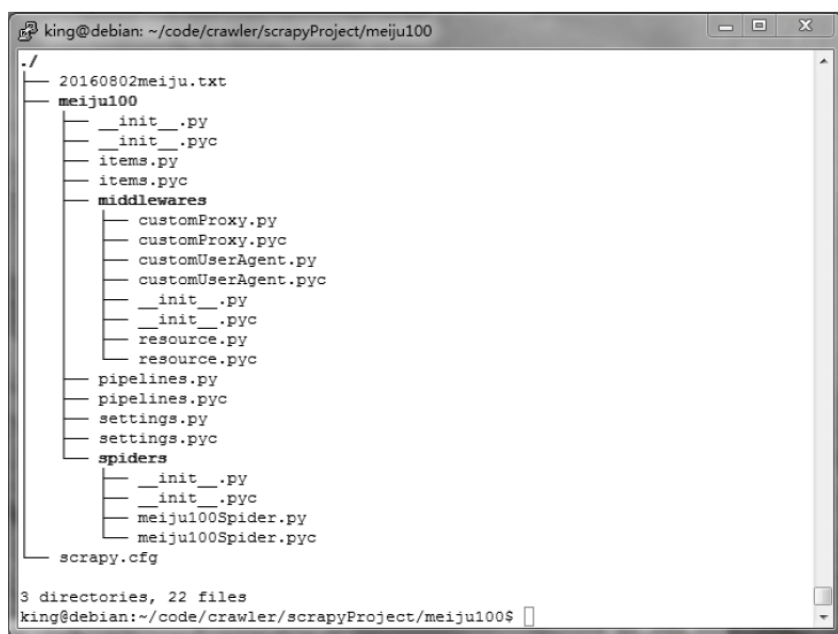 king@debian: ~/code/crawler/scrapyProject/meiju100
./
├── 20160802meiju.txt
├── meiju100
│   ├── __init__.py
│   ├── __init__.pyc
│   ├── items.py
│   ├── items.pyc
│   ├── middlewares
│   │   ├── customProxy.py
│   │   ├── customProxy.pyc
│   │   ├── customUserAgent.py
│   │   ├── customUserAgent.pyc
│   │   ├── __init__.py
│   │   ├── __init__.pyc
│   │   ├── resource.py
│   │   └── resource.pyc
│   ├── pipelines.py
│   ├── pipelines.pyc
│   ├── settings.py
│   ├── settings.pyc
│   └── spiders
│       ├── __init__.py
│       ├── __init__.pyc
│       ├── meiju100Spider.py
│       └── meiju100Spider.pyc
└── scrapy.cfg
3 directories, 22 files
king@debian:~/code/crawler/scrapyProject/meiju100$